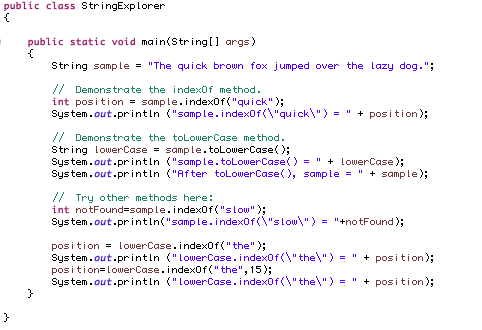 public class StringExplorer
{
public static void main(String[] args)
{
String sample = "The quick brown fox jumped over the lazy dog.";
// Demonstrate the indexOf method.
int position = sample.indexOf("quick");
System.out.println ("sample.indexOf(\"quick\") = " + position);
// Demonstrate the toLowerCase method.
String lowerCase = sample.toLowerCase();
System.out.println ("sample.toLowerCase() = " + lowerCase);
System.out.println ("After toLowerCase(), sample = " + sample);
// Try other methods here:
int notFound=sample.indexOf("slow");
System.out.println("sample.indexOf(\"slow\") = "+notFound);
position = lowerCase.indexOf("the");
System.out.println ("lowerCase.indexOf(\"the\") = " + position);
position=lowerCase.indexOf("the",15);
System.out.println ("lowerCase.indexOf(\"the\") = " + position);
}
}